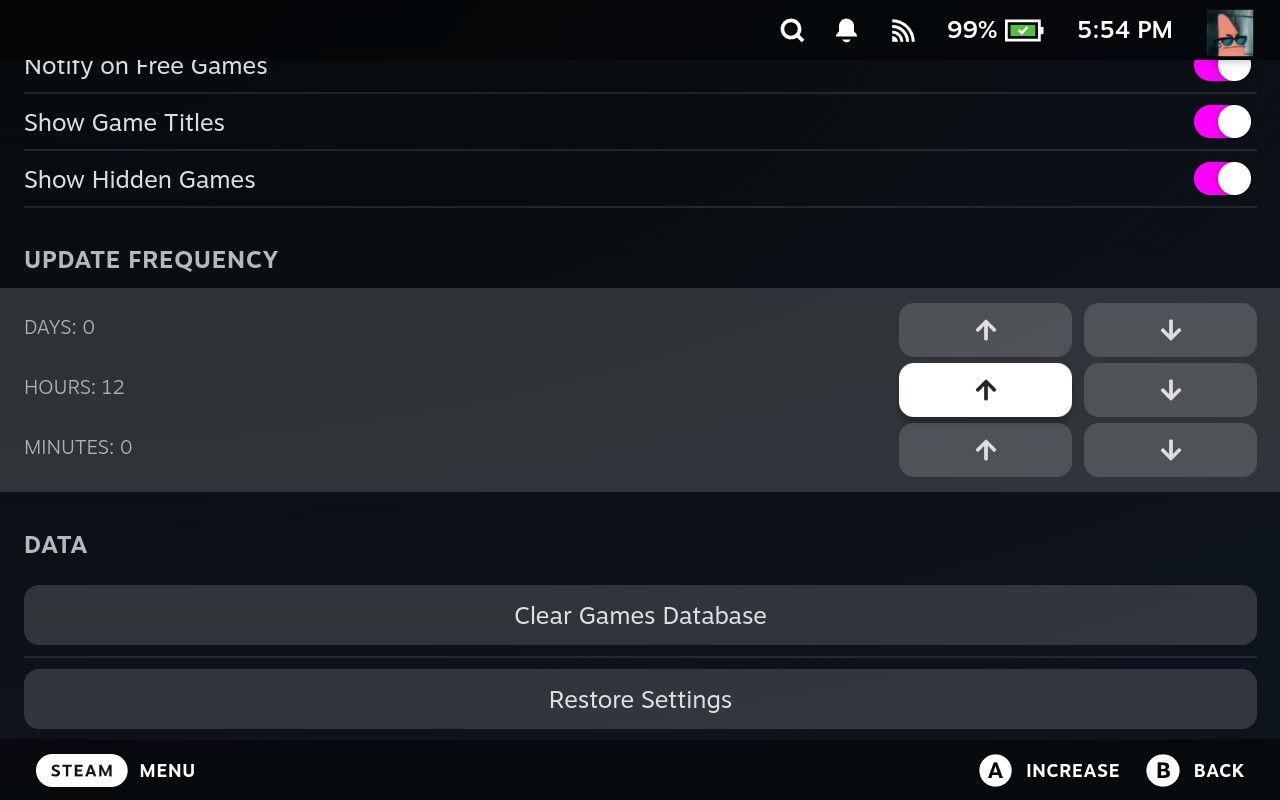 99% 5:54 PM
Notify on Free Games
Show Game Titles
Show Hidden Games
UPDATE FREQUENCY
DAYS: 0
HOURS: 12
MINUTES: 0
DATA
Clear Games Database
Restore Settings
STEAM MENU A INCREASE B BACK